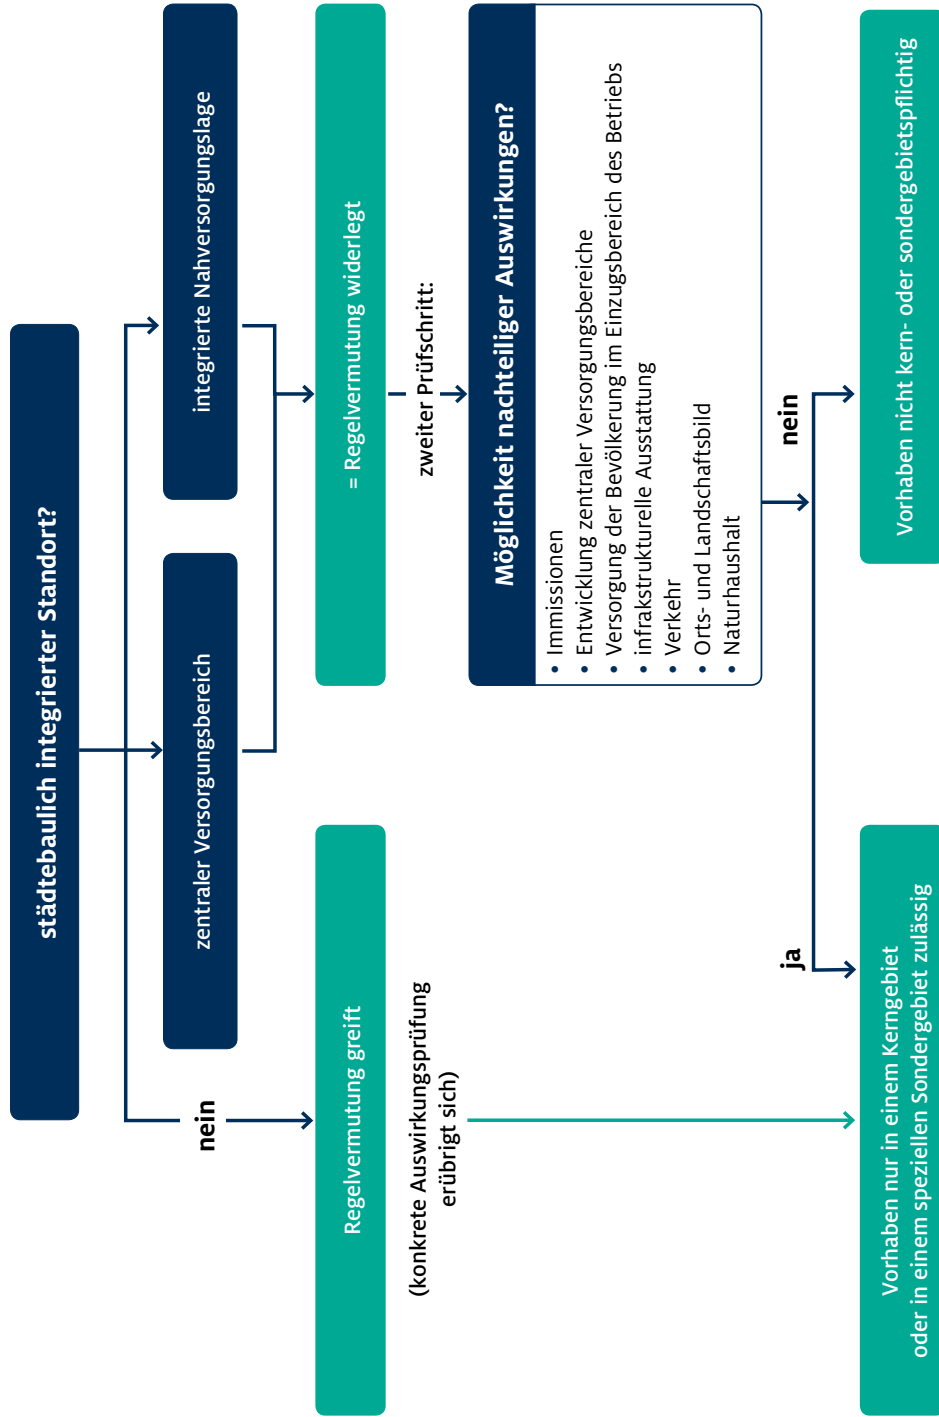 städtebaulich integrierter Standort?
nein
zentraler Versorgungsbereich
integrierte Nahversorgungslage
Regelvermutung greift
(konkrete Auswirkungsprüfung
erübrigt sich)
= Regelvermutung widerlegt
zweiter Prüfschritt:
Möglichkeit nachteiliger Auswirkungen?
• Immissionen
• Entwicklung zentraler Versorgungsbereiche
• Versorgung der Bevölkerung im Einzugsbereich des Betriebs
• infrakstrukturelle Ausstattung
• Verkehr
• Orts- und Landschaftsbild
• Naturhaushalt
ja
nein
Vorhaben nur in einem Kerngebiet
oder in einem speziellen Sondergebiet zulässig
Vorhaben nicht kern- oder sondergebietspflichtig